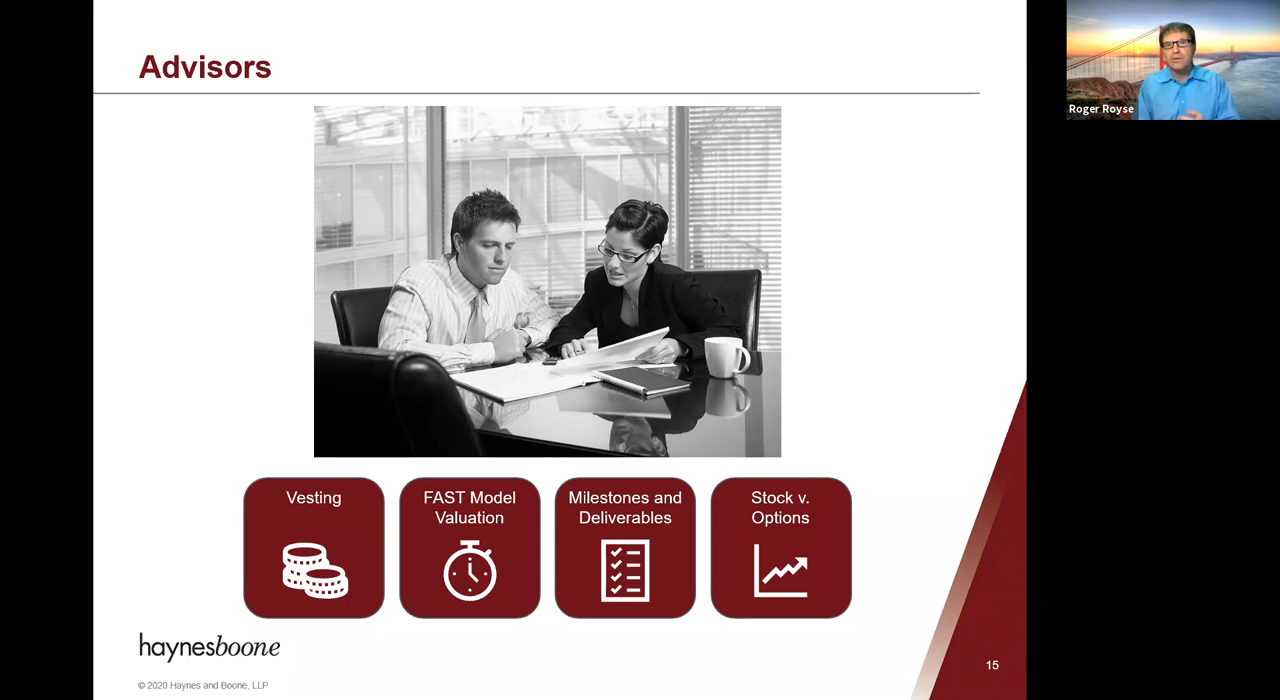 Advisors
Roger Royse
Vesting
FAST Model
Valuation
Milestones and
Deliverables
Stock v.
Options
haynesboone
© 2020 Haynes and Boone, LLP
15